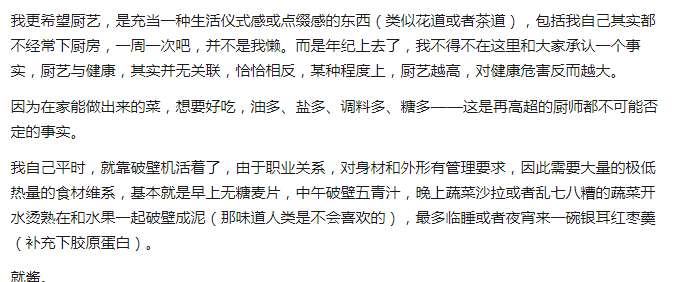 我更希望厨艺，是充当一种生活仪式感或点缀感的东西（类似花道或者茶道），包括我自己其实都
不经常下厨房，一周一次吧，并不是我懒。而是年纪上去了，我不得不在这里和大家承认一个事
实，厨艺与健康，其实并无关联，恰恰相反，某种程度上，厨艺越高，对健康危害反而越大。
因为在家能做出来的菜，想要好吃，油多、盐多、调料多、糖多——这是再高超的厨师都不可能否
定的事实。
我自己平时，就靠破壁机活着了，由于职业关系，对身材和外形有管理要求，因此需要大量的极低
热量的食材维系，基本就是早上无糖麦片，中午破壁五青汁，晚上蔬菜沙拉或者乱七八糟的蔬菜开
水烫熟在和水果一起破壁成泥（那味道人类是不会喜欢的），最多临睡或者夜宵来一碗银耳红枣羹
（补充下胶原蛋白）。
就酱。